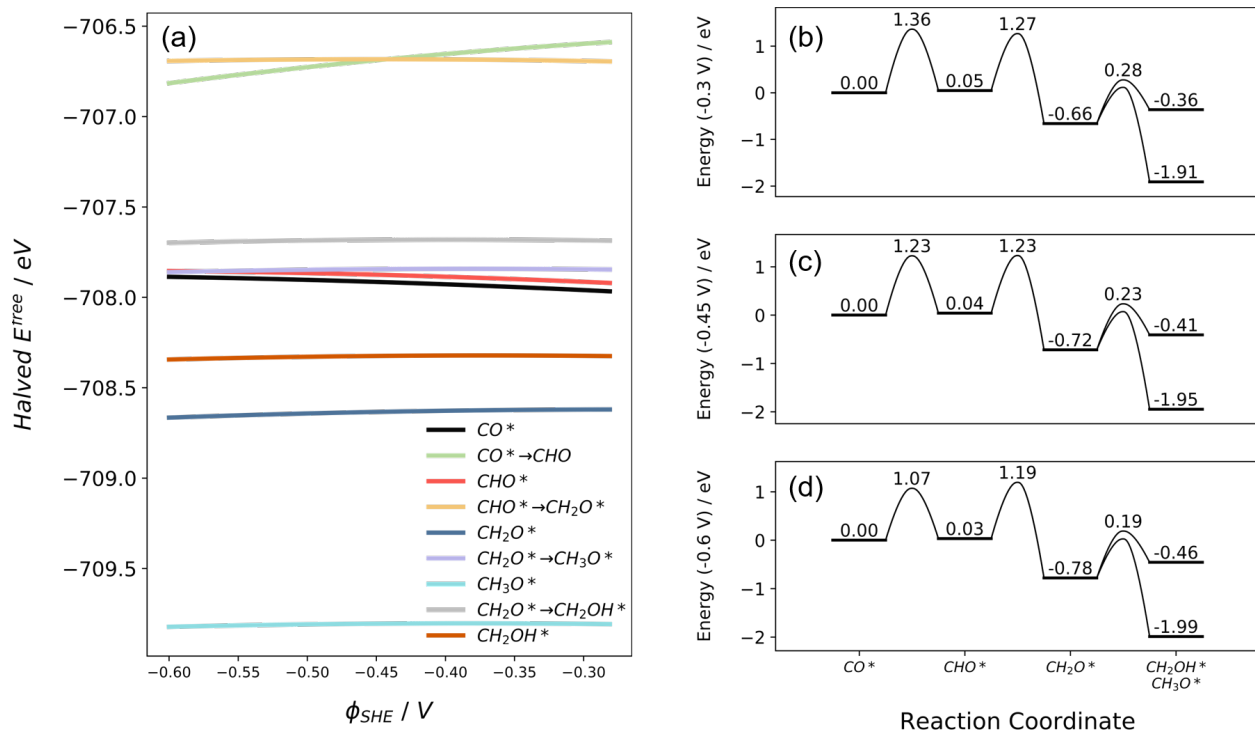 (a)
−706.5
−707.0
−707.5
−708.0
−708.5
−709.0
−709.5
Halved E^free / eV
CO*
CO*→CHO
CHO*
CHO*→CH₂O*
CH₂O*
CH₂O*→CH₃O*
CH₃O*
CH₂O*→CH₂OH*
CH₂OH*
−0.60 −0.55 −0.50 −0.45 −0.40 −0.35 −0.30
ϕ_SHE / V
(b)
Energy (-0.3 V) / eV
1
0
−1
−2
0.00
1.36
0.05
1.27
-0.66
0.28
-0.36
-1.91
(c)
Energy (-0.45 V) / eV
1
0
−1
−2
0.00
1.23
0.04
1.23
-0.72
0.23
-0.41
-1.95
(d)
Energy (-0.6 V) / eV
1
0
−1
−2
0.00
1.07
0.03
1.19
-0.78
0.19
-0.46
-1.99
CO* CHO* CH₂O* CH₂OH*
CH₃O*
Reaction Coordinate